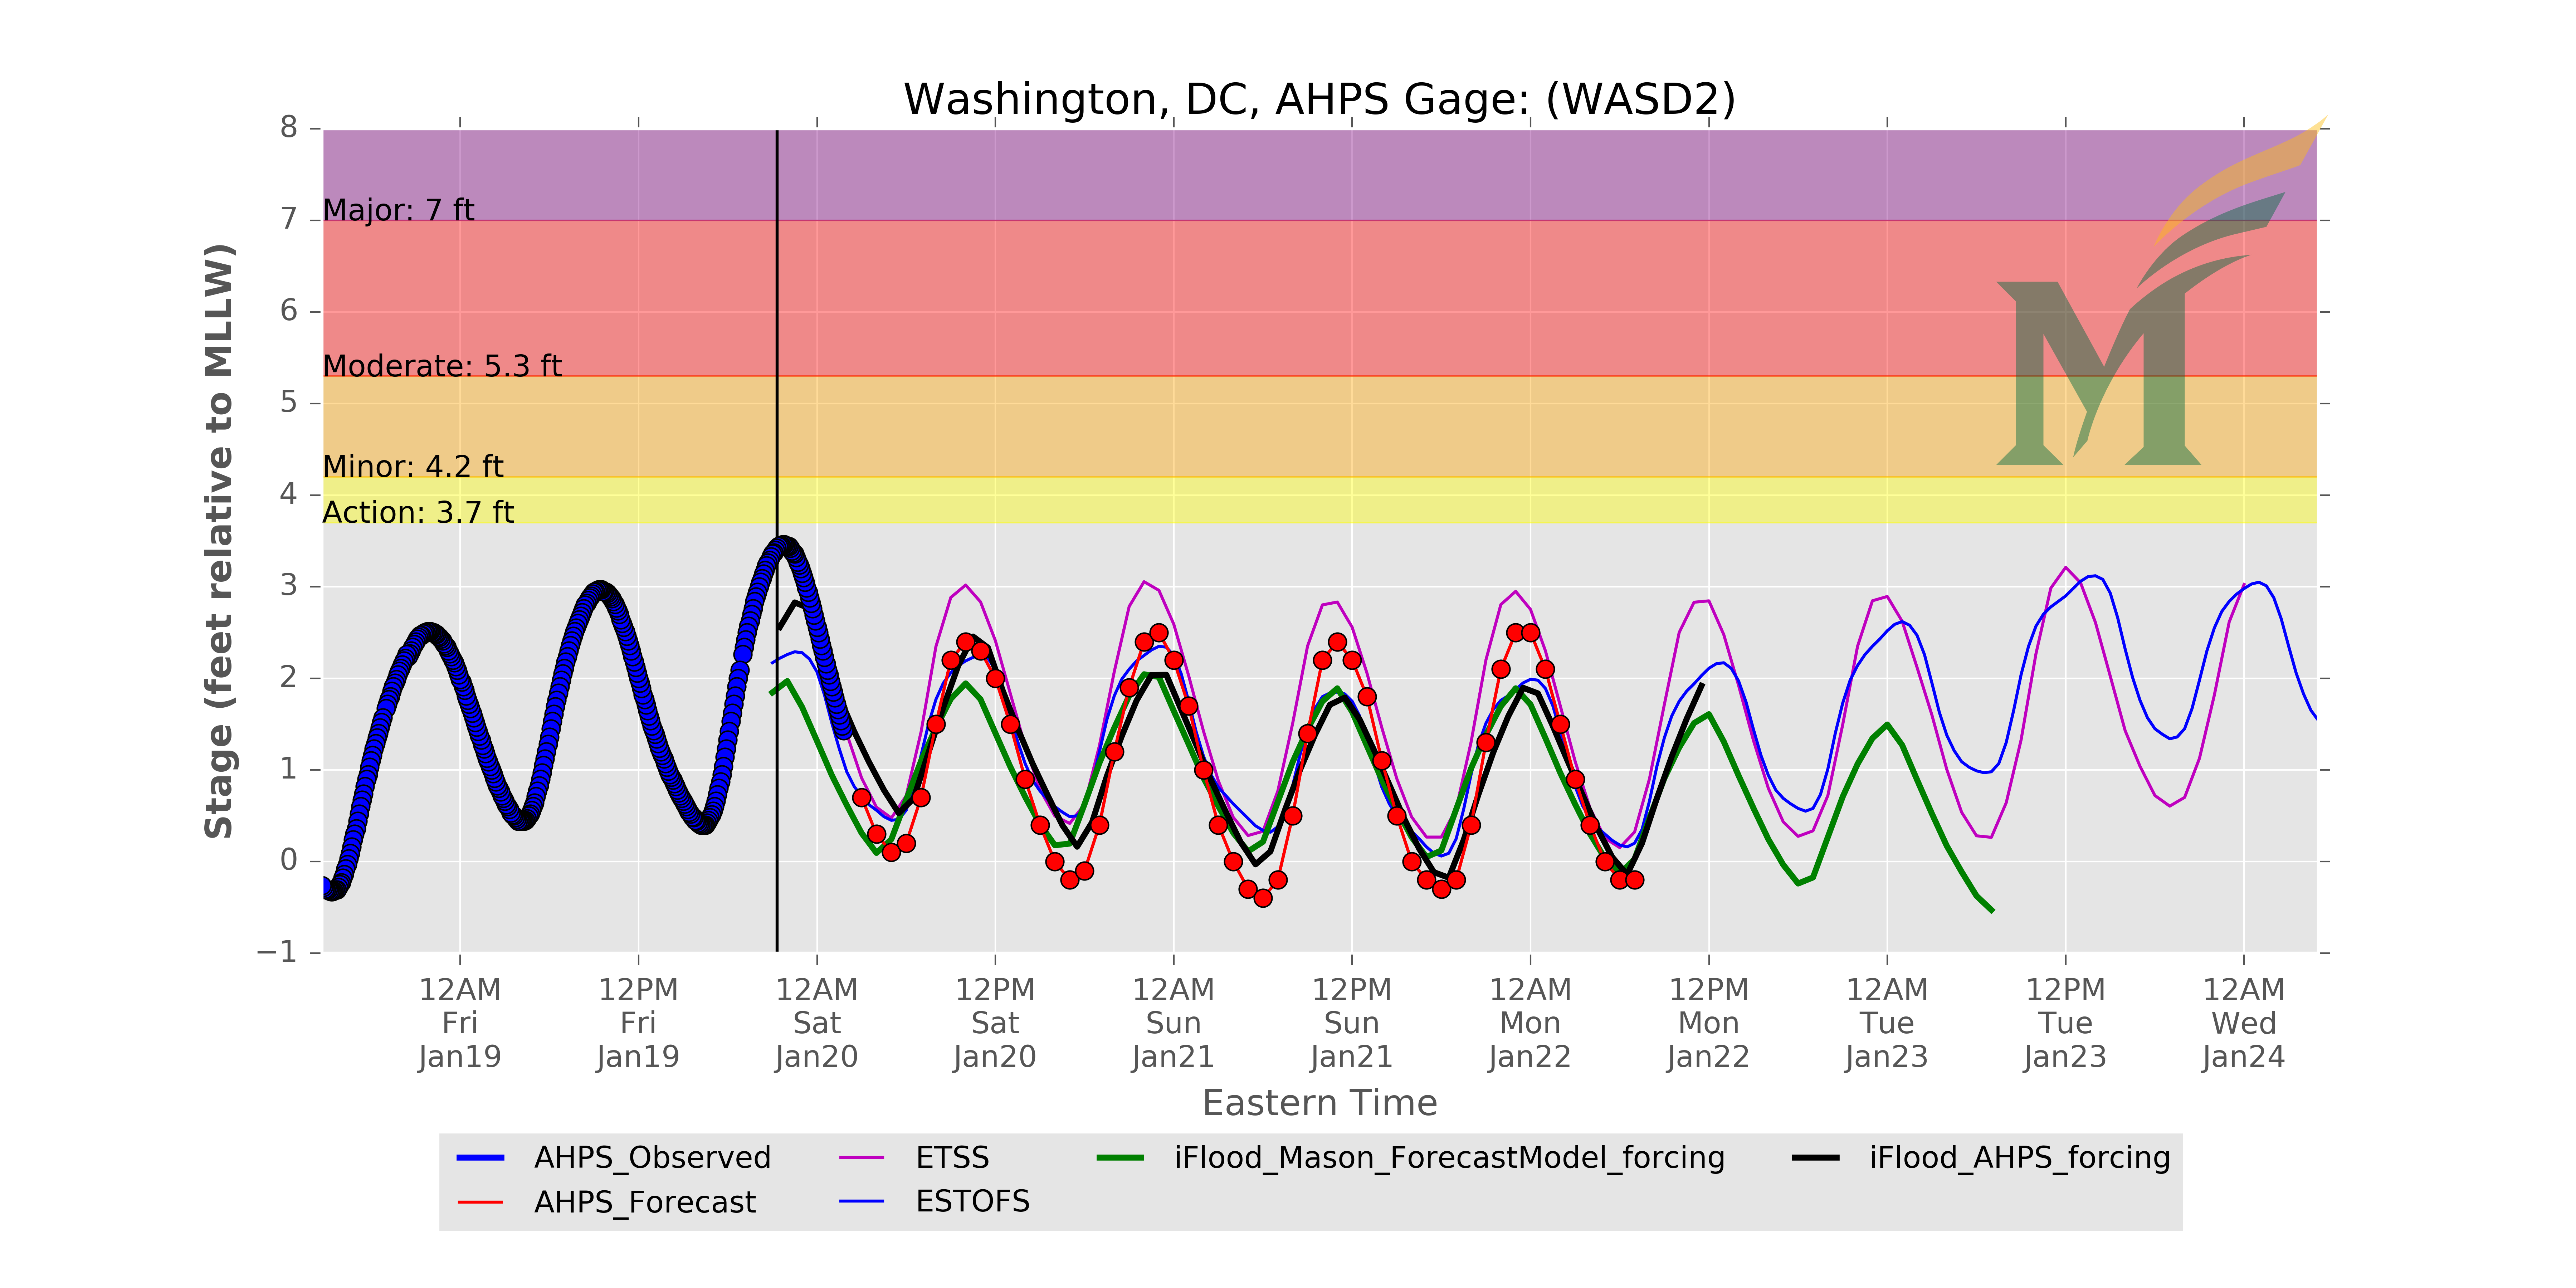 Washington, DC, AHPS Gage: (WASD2)
Stage (feet relative to MLLW)
8
7
6
5
4
3
2
1
0
−1
Major: 7 ft
Moderate: 5.3 ft
Minor: 4.2 ft
Action: 3.7 ft
12AM 12PM 12AM 12PM 12AM 12PM 12AM 12PM 12AM 12PM 12AM
Fri Fri Sat Sat Sun Sun Mon Mon Tue Tue Wed
Jan19 Jan19 Jan20 Jan20 Jan21 Jan21 Jan22 Jan22 Jan23 Jan23 Jan24
Eastern Time
AHPS_Observed ETSS iFlood_Mason_ForecastModel_forcing iFlood_AHPS_forcing
AHPS_Forecast ESTOFS
M